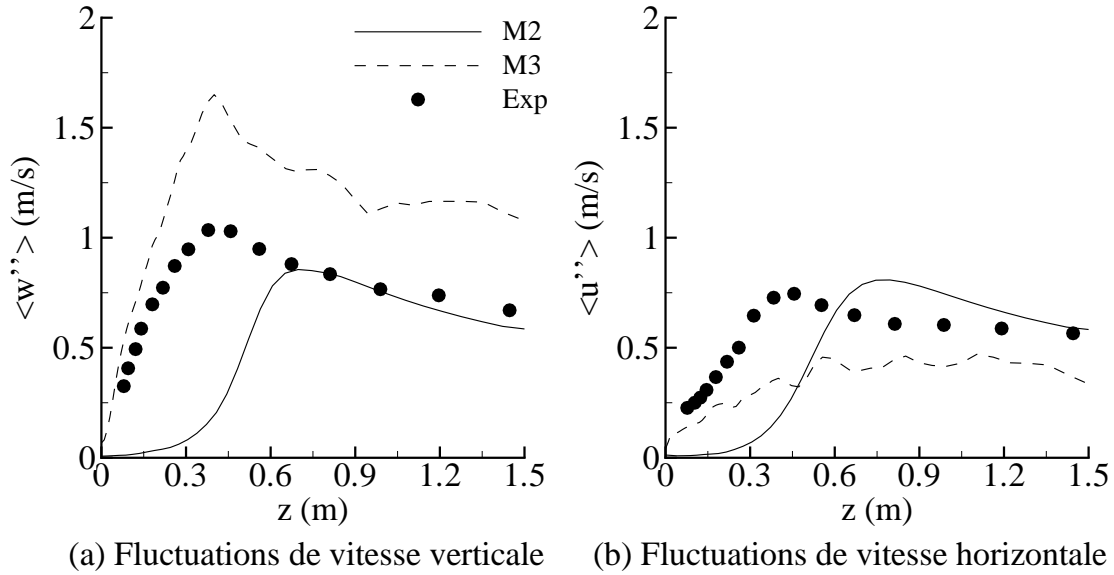 2
1.5
1
0.5
0
<w’’> (m/s)
0 0.3 0.6 0.9 1.2 1.5
z (m)
M2
M3
Exp
(a) Fluctuations de vitesse verticale
2
1.5
1
0.5
0
<u’’> (m/s)
0 0.3 0.6 0.9 1.2 1.5
z (m)
(b) Fluctuations de vitesse horizontale